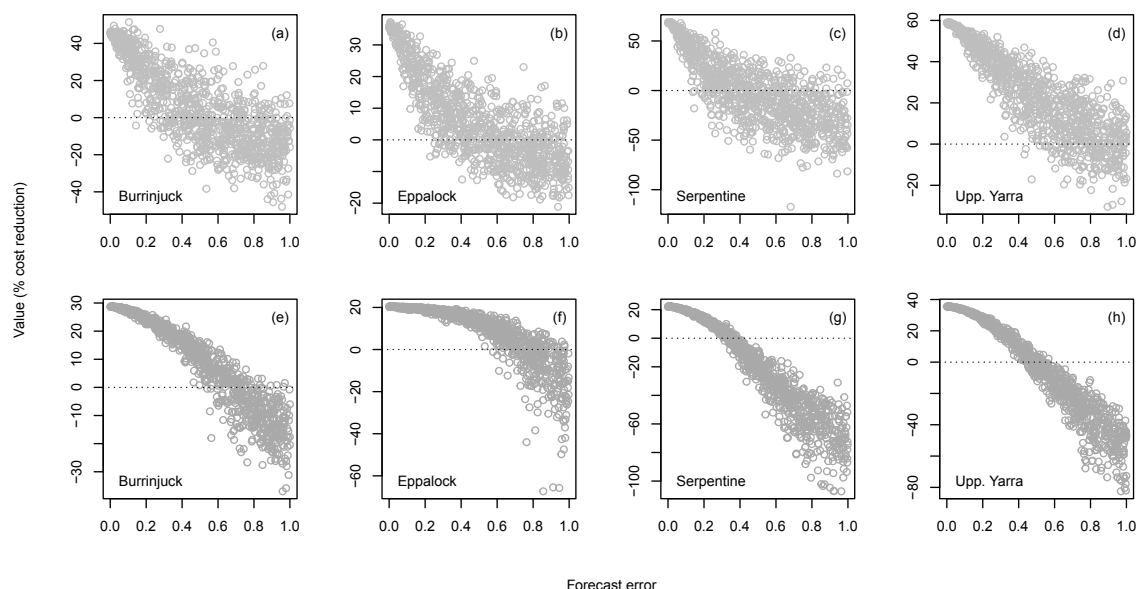 Value (% cost reduction)
(a)
40
20
0
−20
−40
Burrinjuck
0.0 0.2 0.4 0.6 0.8 1.0
(b)
30
20
10
0
−20
Eppalock
0.0 0.2 0.4 0.6 0.8 1.0
(c)
50
0
−50
−100
Serpentine
0.0 0.2 0.4 0.6 0.8 1.0
(d)
60
40
20
0
−20
Upp. Yarra
0.0 0.2 0.4 0.6 0.8 1.0
(e)
30
20
10
0
−10
−30
Burrinjuck
0.0 0.2 0.4 0.6 0.8 1.0
(f)
20
0
−20
−40
−60
Eppalock
0.0 0.2 0.4 0.6 0.8 1.0
(g)
20
0
−20
−60
−100
Serpentine
0.0 0.2 0.4 0.6 0.8 1.0
(h)
40
20
0
−40
−80
Upp. Yarra
0.0 0.2 0.4 0.6 0.8 1.0
Forecast error